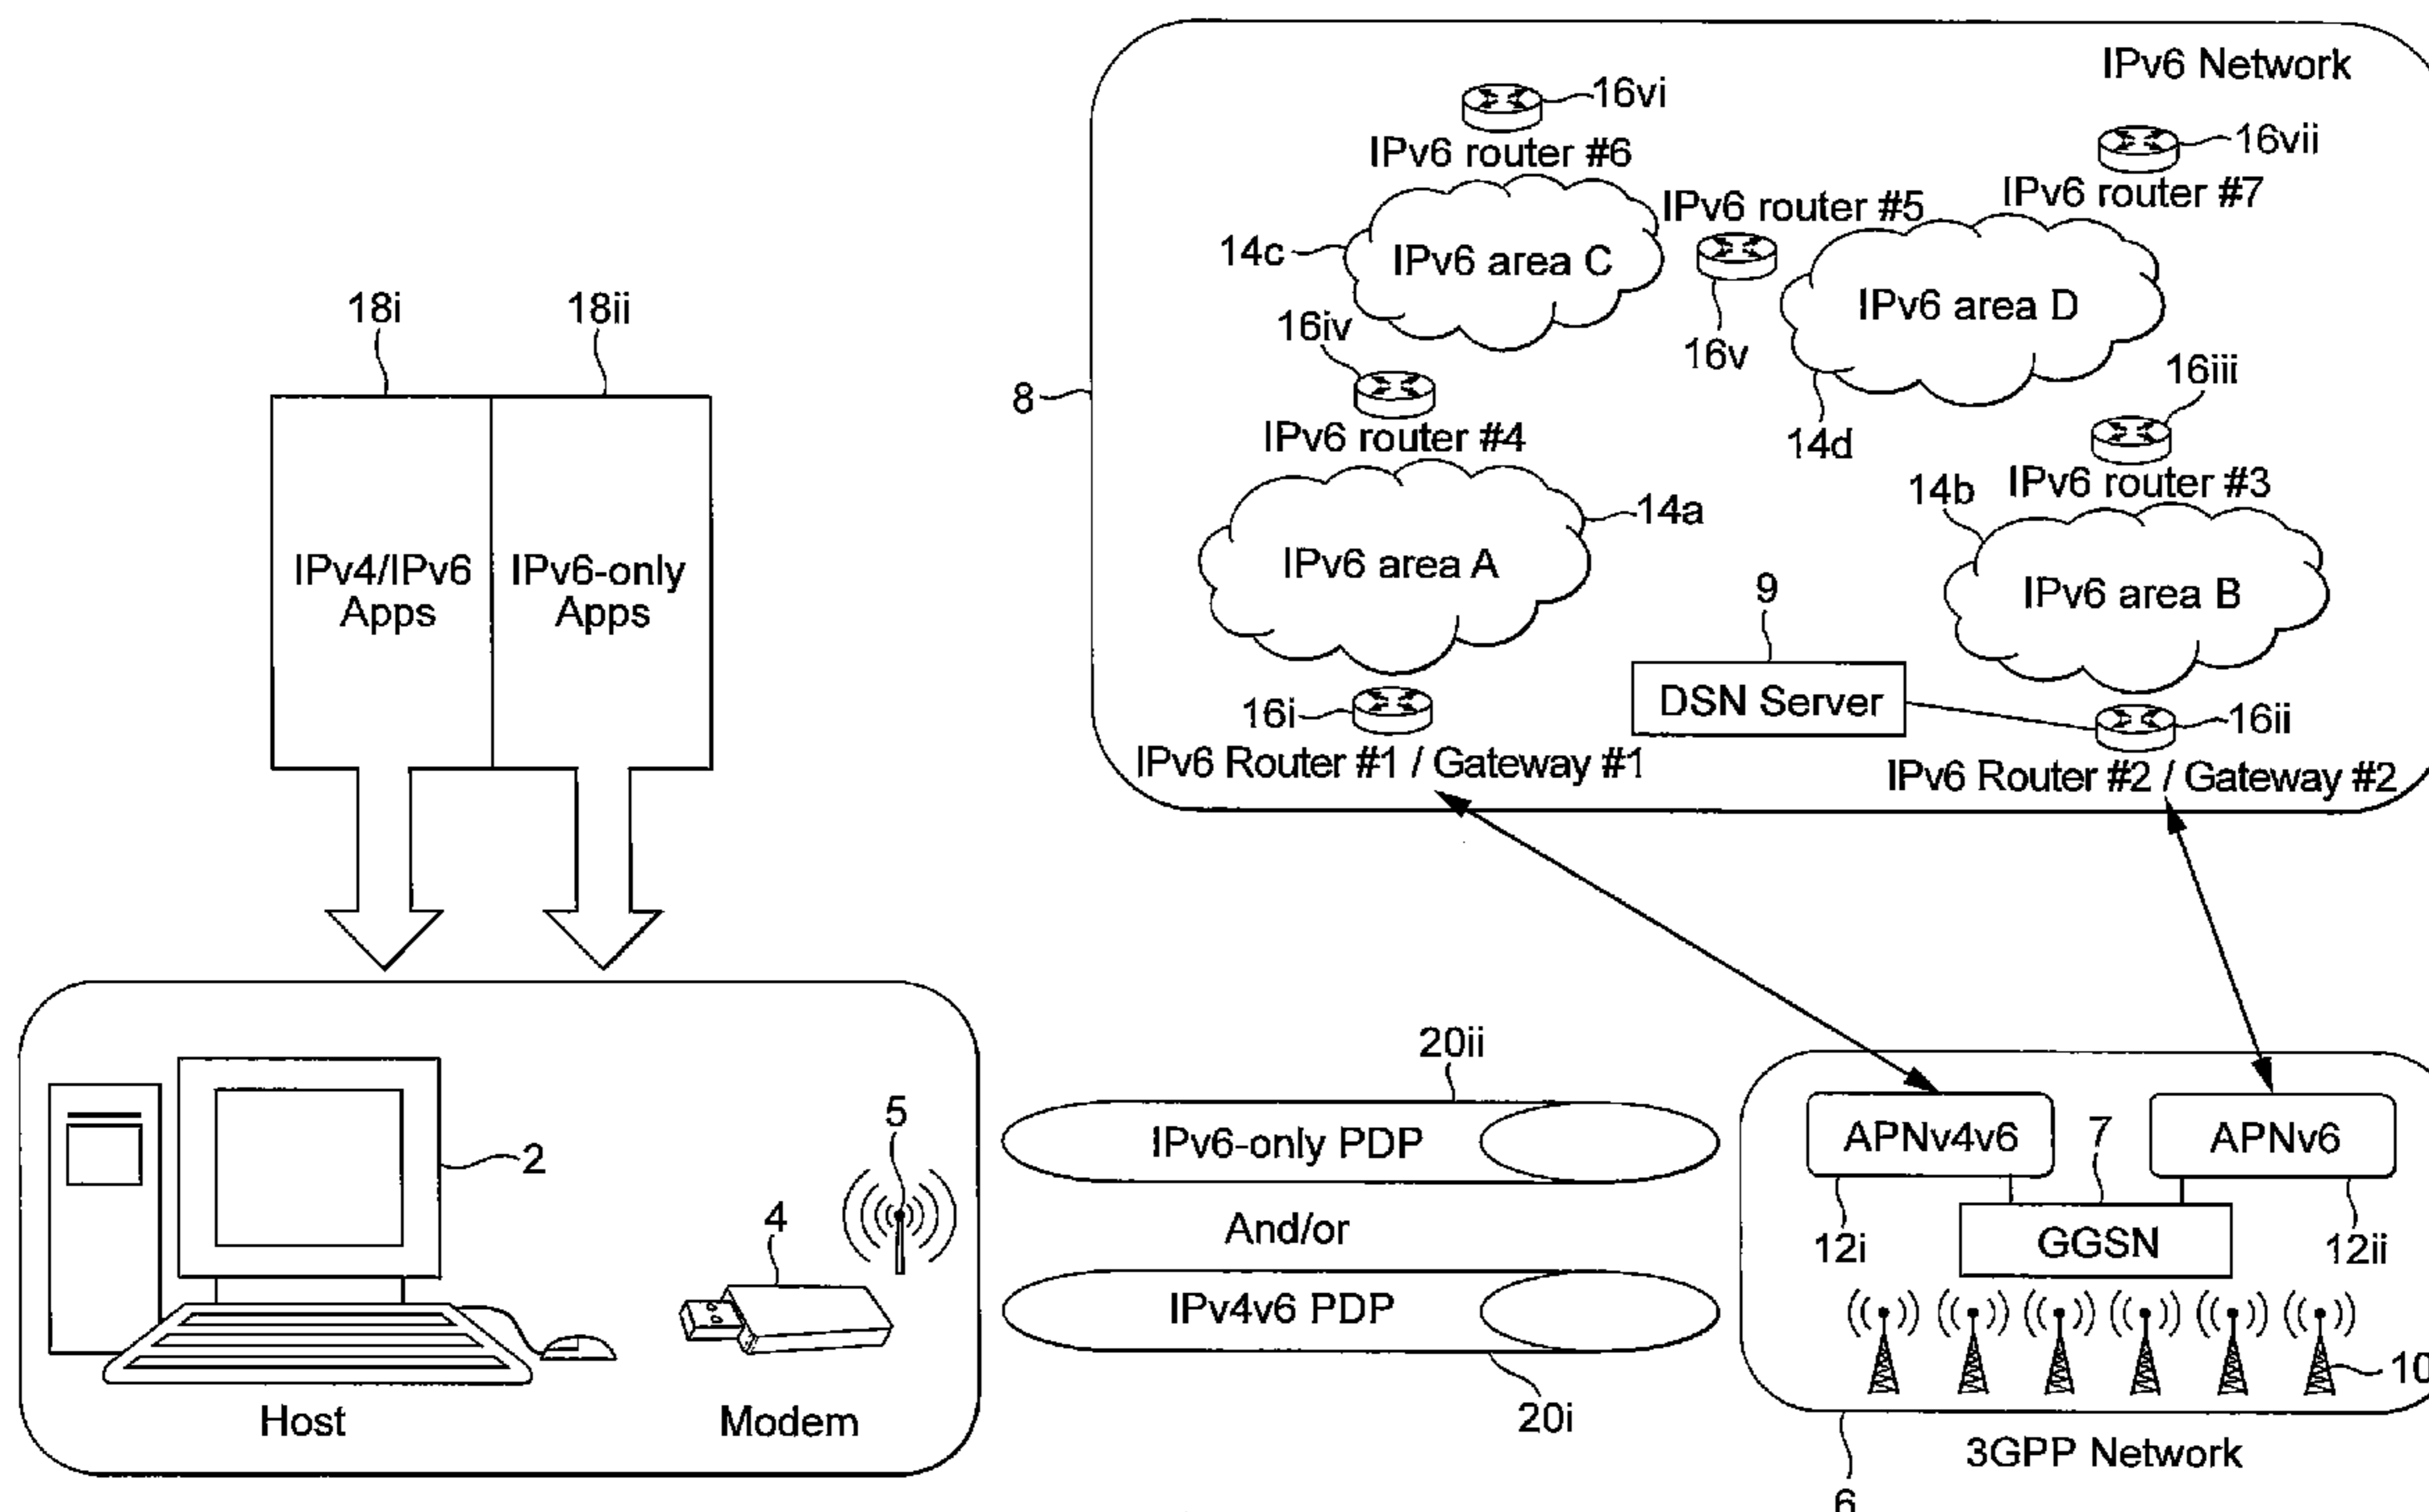 IPv6 Network
16vi
IPv6 router #6
16vii
IPv6 router #7
IPv6 router #5
14c
IPv6 area C
16v
IPv6 area D
14d
18i
18ii
16iv
IPv6 router #4
16iii
IPv6 router #3
8
14a
IPv6 area A
14b
IPv6 area B
IPv4/IPv6
Apps
IPv6-only
Apps
9
DSN Server
16i
IPv6 Router #1 / Gateway #1
16ii
IPv6 Router #2 / Gateway #2
2
4
5
Host
Modem
20ii
IPv6-only PDP
And/or
IPv4v6 PDP
20i
APNv4v6
7
APNv6
12i
GGSN
12ii
10
3GPP Network
6